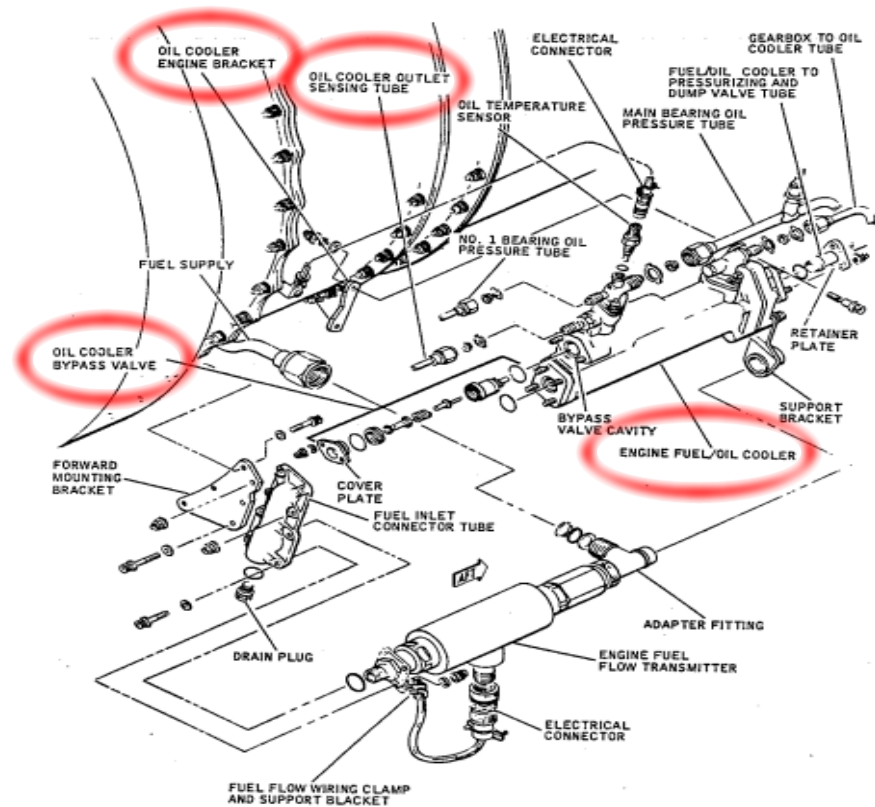 OIL COOLER
ENGINE BRACKET
OIL COOLER OUTLET
SENSING TUBE
OIL TEMPERATURE
SENSOR
ELECTRICAL
CONNECTOR
GEARBOX TO OIL
COOLER TUBE
FUEL/OIL COOLER TO
PRESSURIZING AND
DUMP VALVE TUBE
MAIN BEARING OIL
PRESSURE TUBE
NO. 1 BEARING OIL
PRESSURE TUBE
FUEL SUPPLY
OIL COOLER
BYPASS VALVE
RETAINER
PLATE
SUPPORT
BRACKET
BYPASS
VALVE CAVITY
ENGINE FUEL/OIL COOLER
FORWARD
MOUNTING
BRACKET
COVER
PLATE
FUEL INLET
CONNECTOR TUBE
AFT
ADAPTER FITTING
DRAIN PLUG
ENGINE FUEL
FLOW TRANSMITTER
ELECTRICAL
CONNECTOR
FUEL FLOW WIRING CLAMP
AND SUPPORT BLACKET